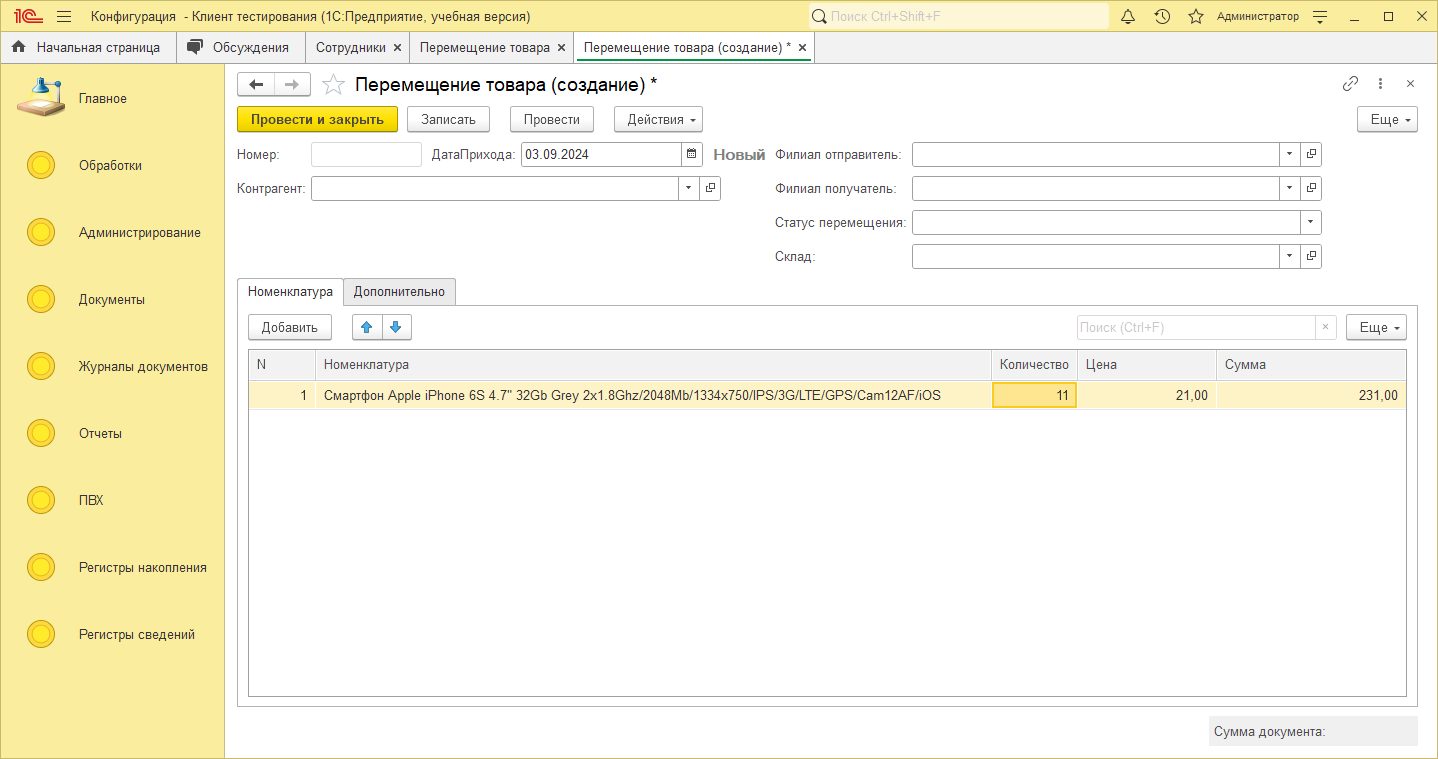 1С Конфигурация - Клиент тестирования (1С:Предприятие, учебная версия) Поиск Ctrl+Shift+F Администратор
Начальная страница Обсуждения Сотрудники × Перемещение товара × Перемещение товара (создание) * ×
Главное
Обработки
Администрирование
Документы
Журналы документов
Отчеты
ПВХ
Регистры накопления
Регистры сведений
Перемещение товара (создание) *
Провести и закрыть Записать Провести Действия Еще
Номер: ДатаПрихода: 03.09.2024 Новый Филиал отправитель:
Контрагент: Филиал получатель:
Статус перемещения:
Склад:
Номенклатура Дополнительно
Добавить Поиск (Ctrl+F) × Еще
N Номенклатура Количество Цена Сумма
1 Смартфон Apple iPhone 6S 4.7" 32Gb Grey 2x1.8Ghz/2048Mb/1334x750/IPS/3G/LTE/GPS/Cam12AF/iOS 11 21,00 231,00
Сумма документа: